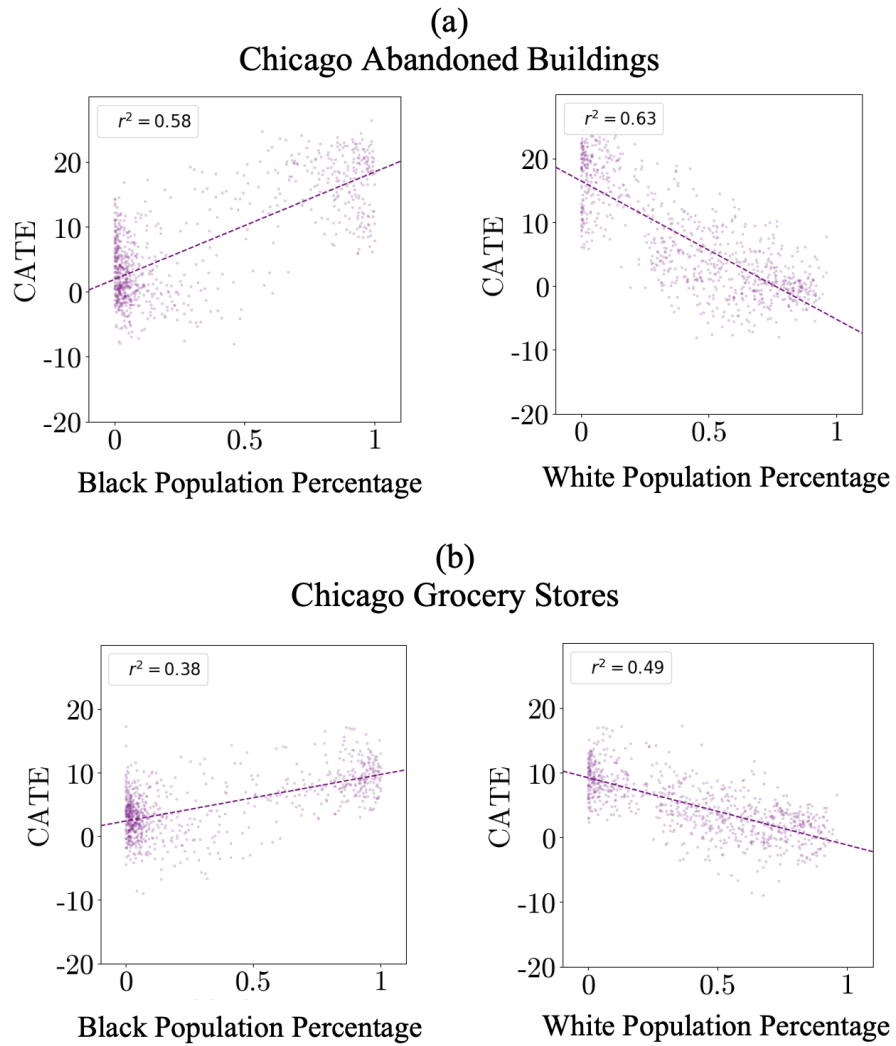 (a)
Chicago Abandoned Buildings
r² = 0.58
20
10
0
-10
-20
CATE
0 0.5 1
Black Population Percentage
r² = 0.63
20
10
0
-10
-20
CATE
0 0.5 1
White Population Percentage
(b)
Chicago Grocery Stores
r² = 0.38
20
10
0
-10
-20
CATE
0 0.5 1
Black Population Percentage
r² = 0.49
20
10
0
-10
-20
CATE
0 0.5 1
White Population Percentage